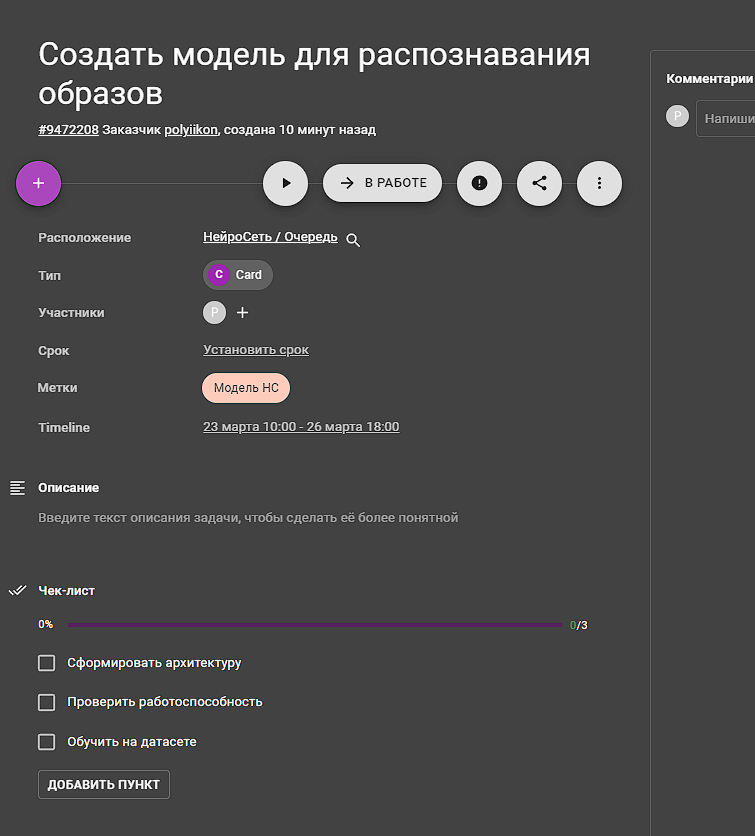 Создать модель для распознавания
образов
#9472208 Заказчик polyiikon, создана 10 минут назад
Комментарии
P
Напиши
В РАБОТЕ
Расположение
НейроСеть / Очередь
Тип
C Card
Участники
P
Срок
Установить срок
Метки
Модель НС
Timeline
23 марта 10:00 - 26 марта 18:00
Описание
Введите текст описания задачи, чтобы сделать её более понятной
Чек-лист
0%
0/3
Сформировать архитектуру
Проверить работоспособность
Обучить на датасете
ДОБАВИТЬ ПУНКТ